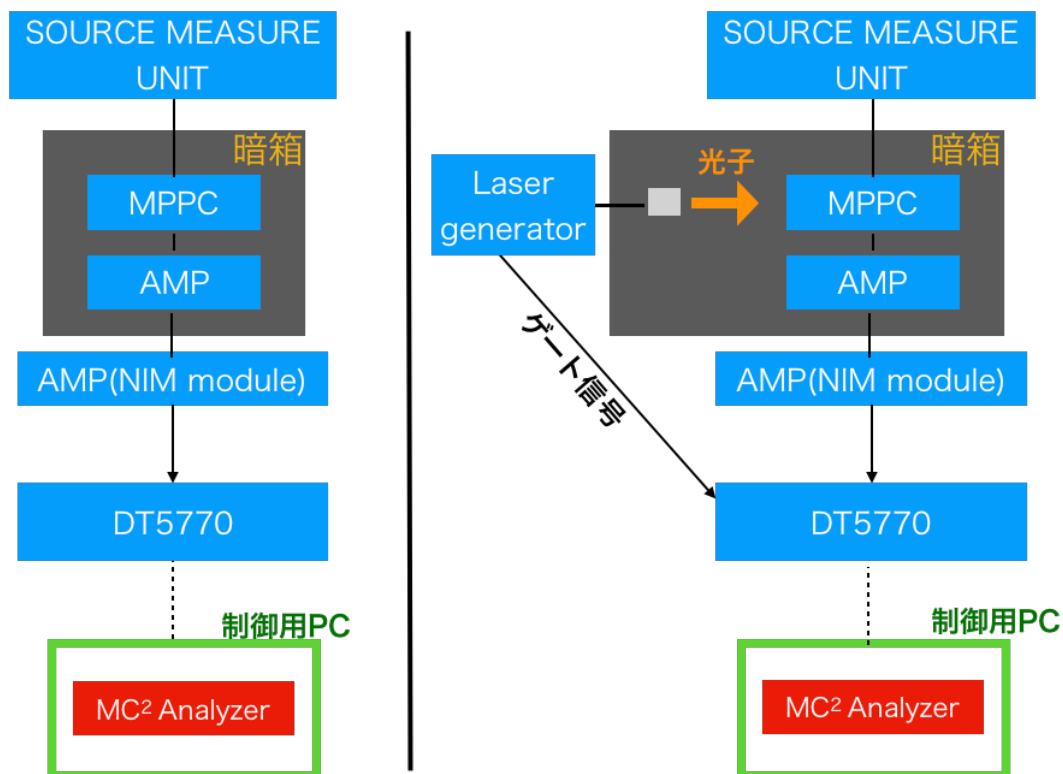 SOURCE MEASURE
UNIT
暗箱
MPPC
AMP
AMP(NIM module)
DT5770
制御用PC
MC² Analyzer
SOURCE MEASURE
UNIT
暗箱
Laser
generator
光子
MPPC
AMP
ゲート信号
AMP(NIM module)
DT5770
制御用PC
MC² Analyzer